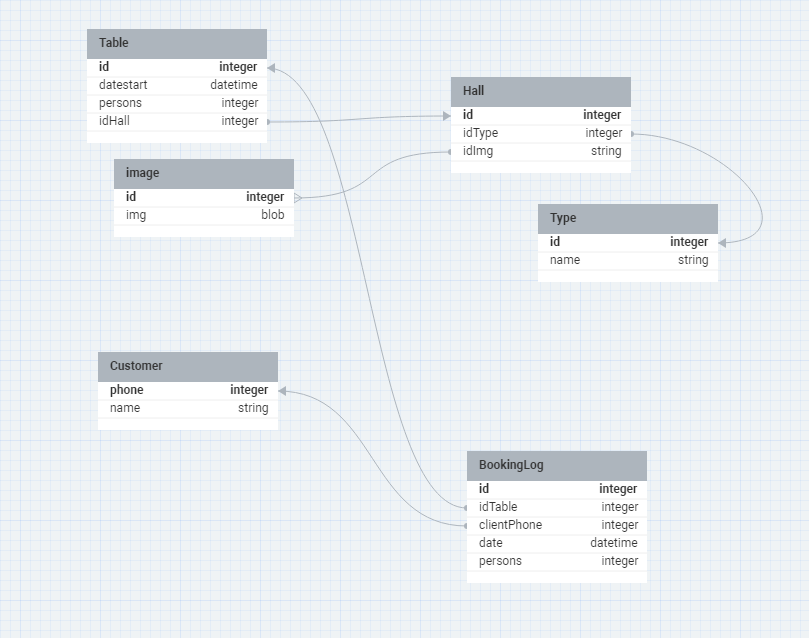 Table
id integer
datestart datetime
persons integer
idHall integer
Hall
id integer
idType integer
idImg string
image
id integer
img blob
Type
id integer
name string
Customer
phone integer
name string
BookingLog
id integer
idTable integer
clientPhone integer
date datetime
persons integer